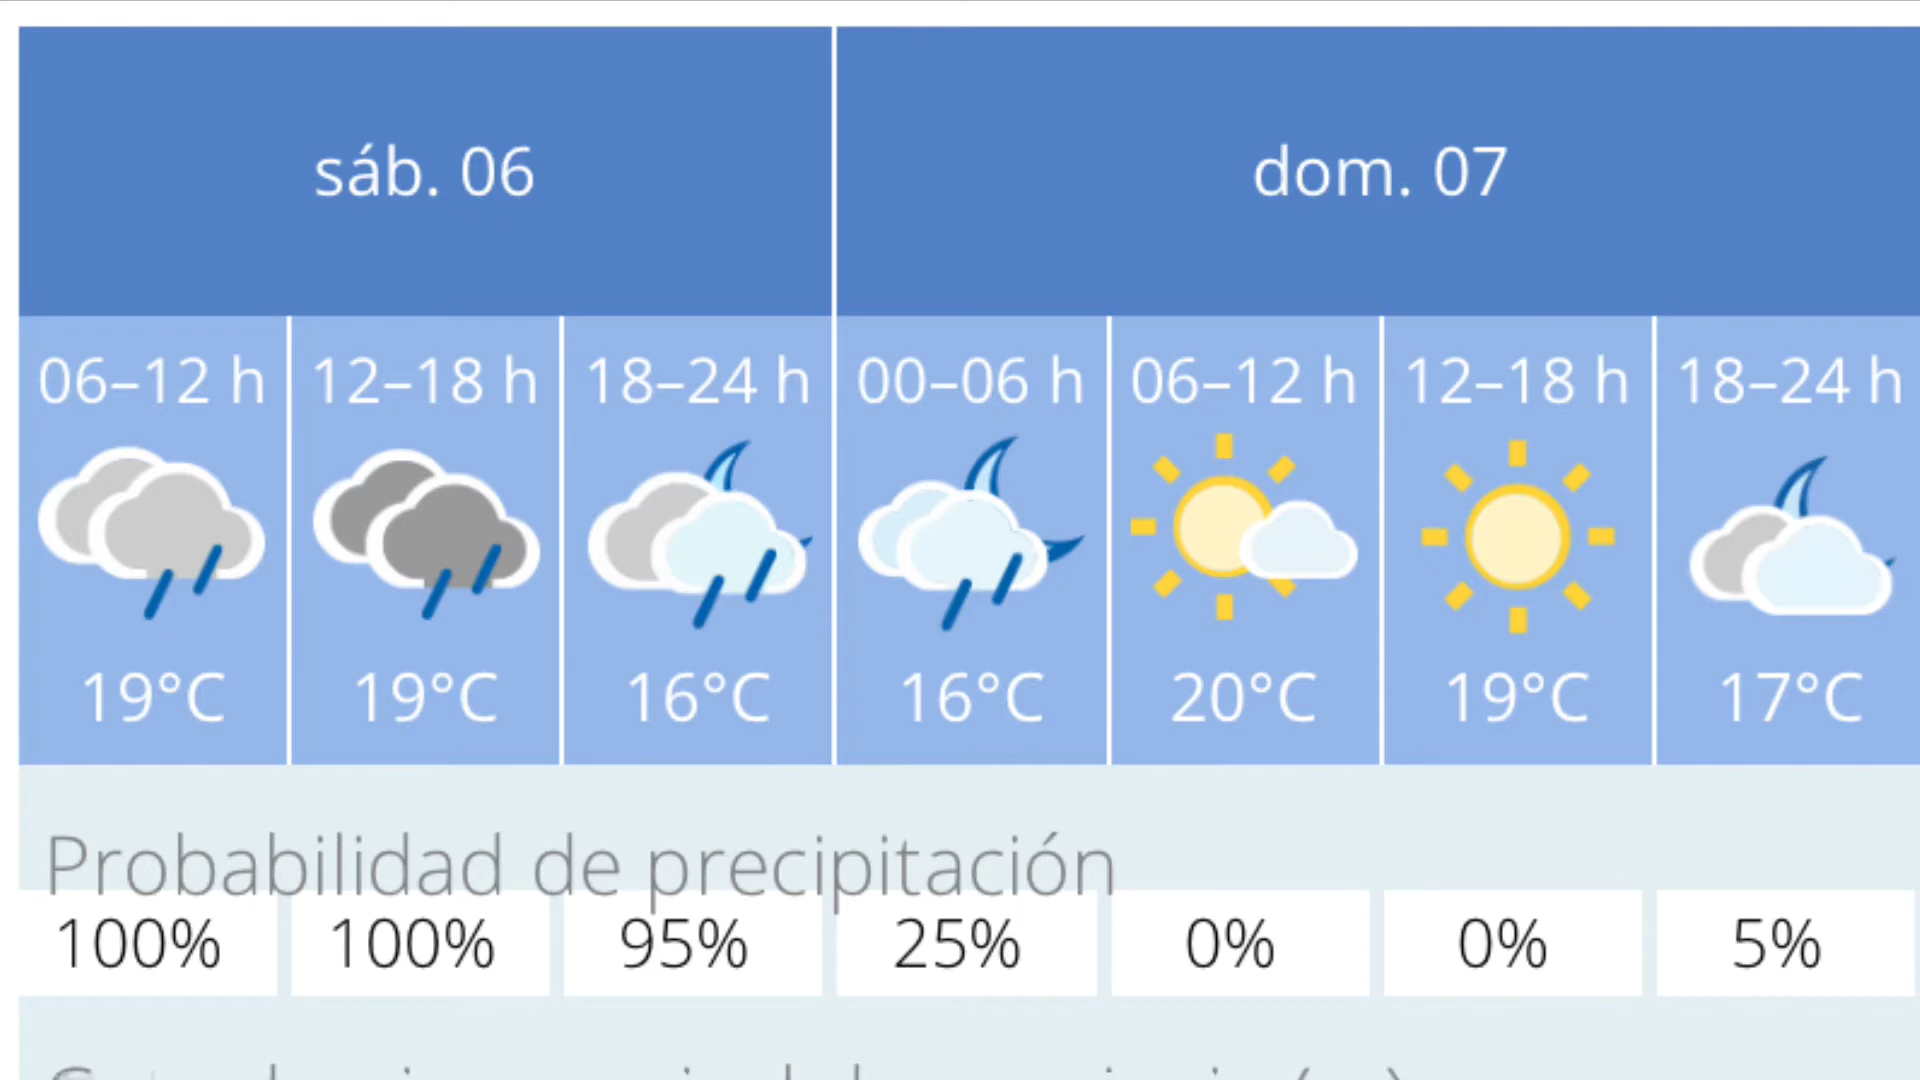 sáb. 06 dom. 07
06–12 h 12–18 h 18–24 h 00–06 h 06–12 h 12–18 h 18–24 h
19°C 19°C 16°C 16°C 20°C 19°C 17°C
Probabilidad de precipitación
100% 100% 95% 25% 0% 0% 5%